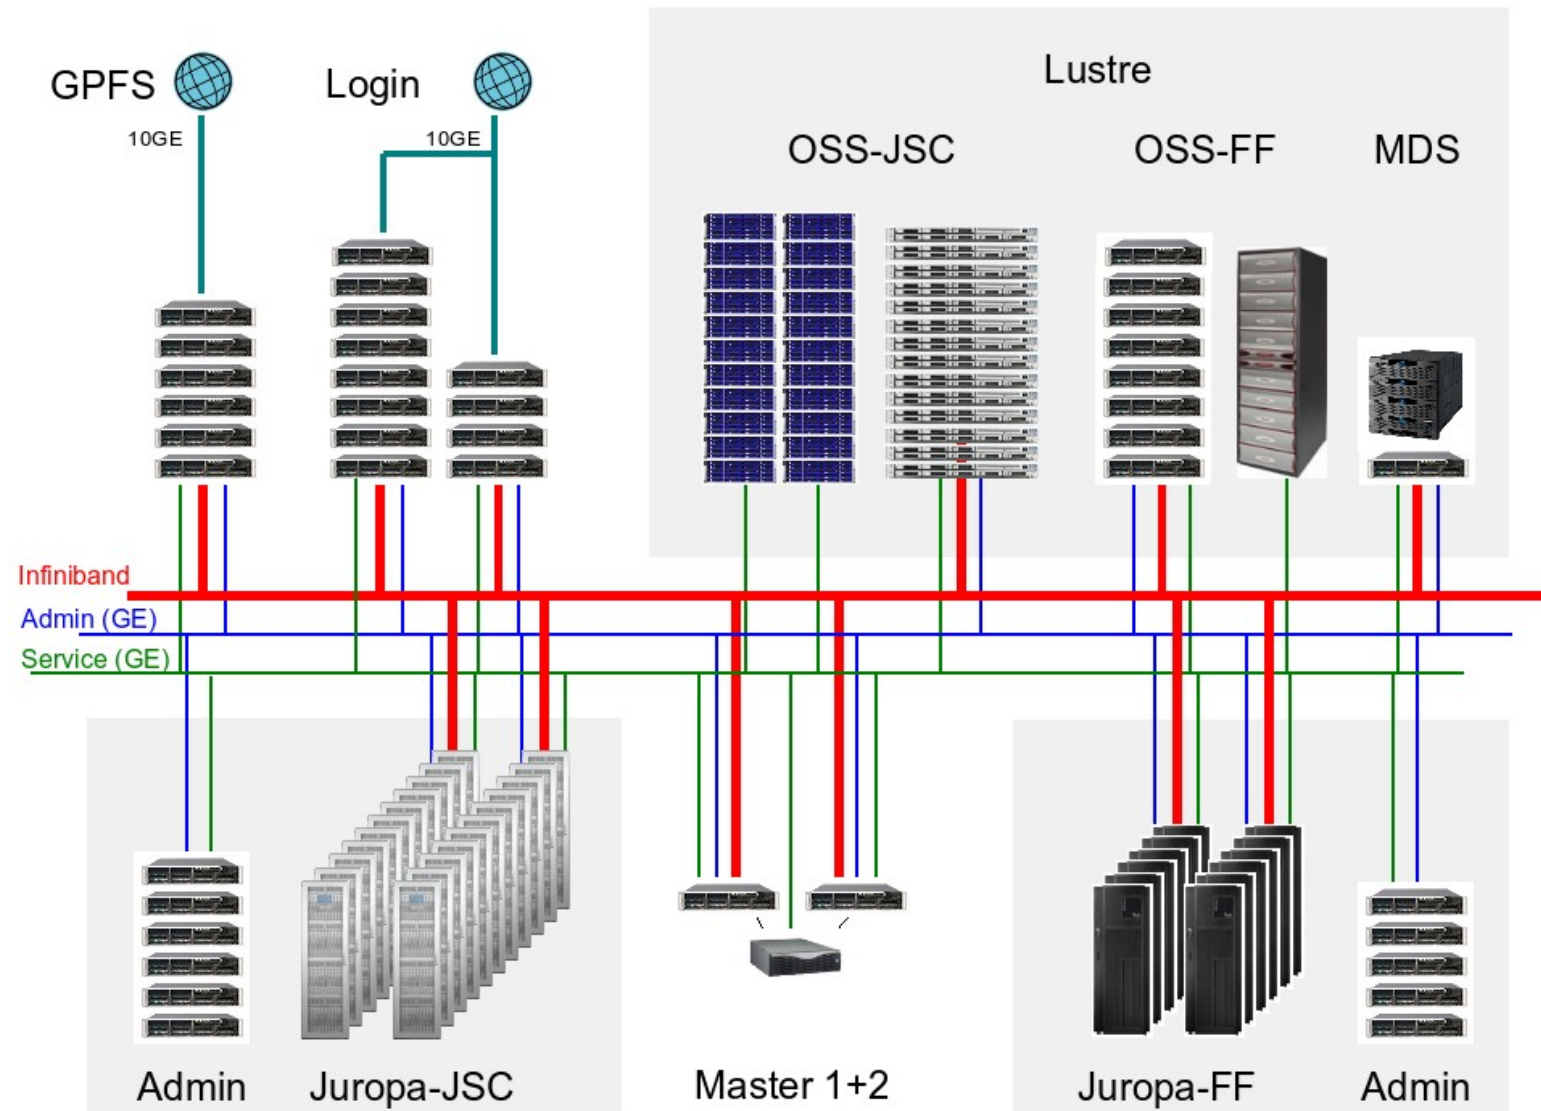 GPFS
Login
Lustre
10GE
10GE
OSS-JSC
OSS-FF
MDS
Infiniband
Admin (GE)
Service (GE)
Admin
Juropa-JSC
Master 1+2
Juropa-FF
Admin